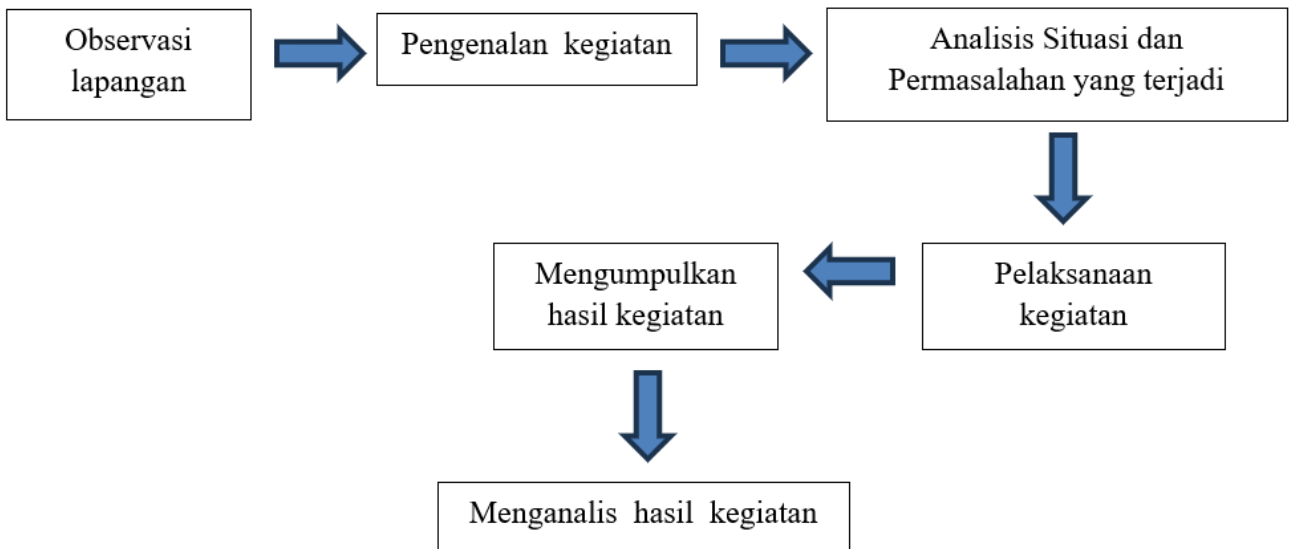 Observasi
lapangan
Pengenalan kegiatan
Analisis Situasi dan
Permasalahan yang terjadi
Pelaksanaan
kegiatan
Mengumpulkan
hasil kegiatan
Menganalis hasil kegiatan